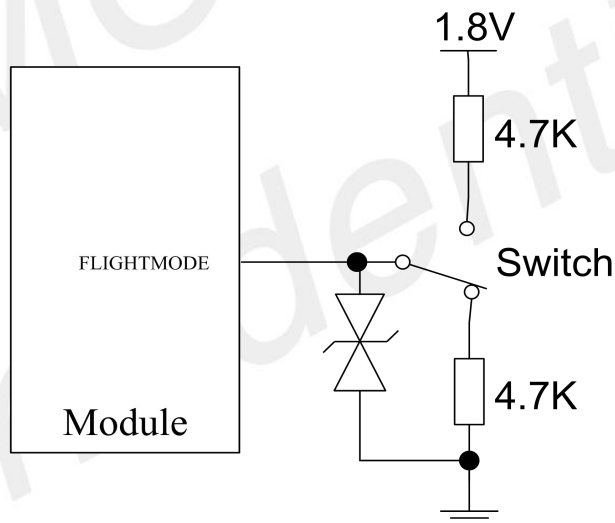 1.8V
4.7K
FLIGHTMODE
Switch
4.7K
Module